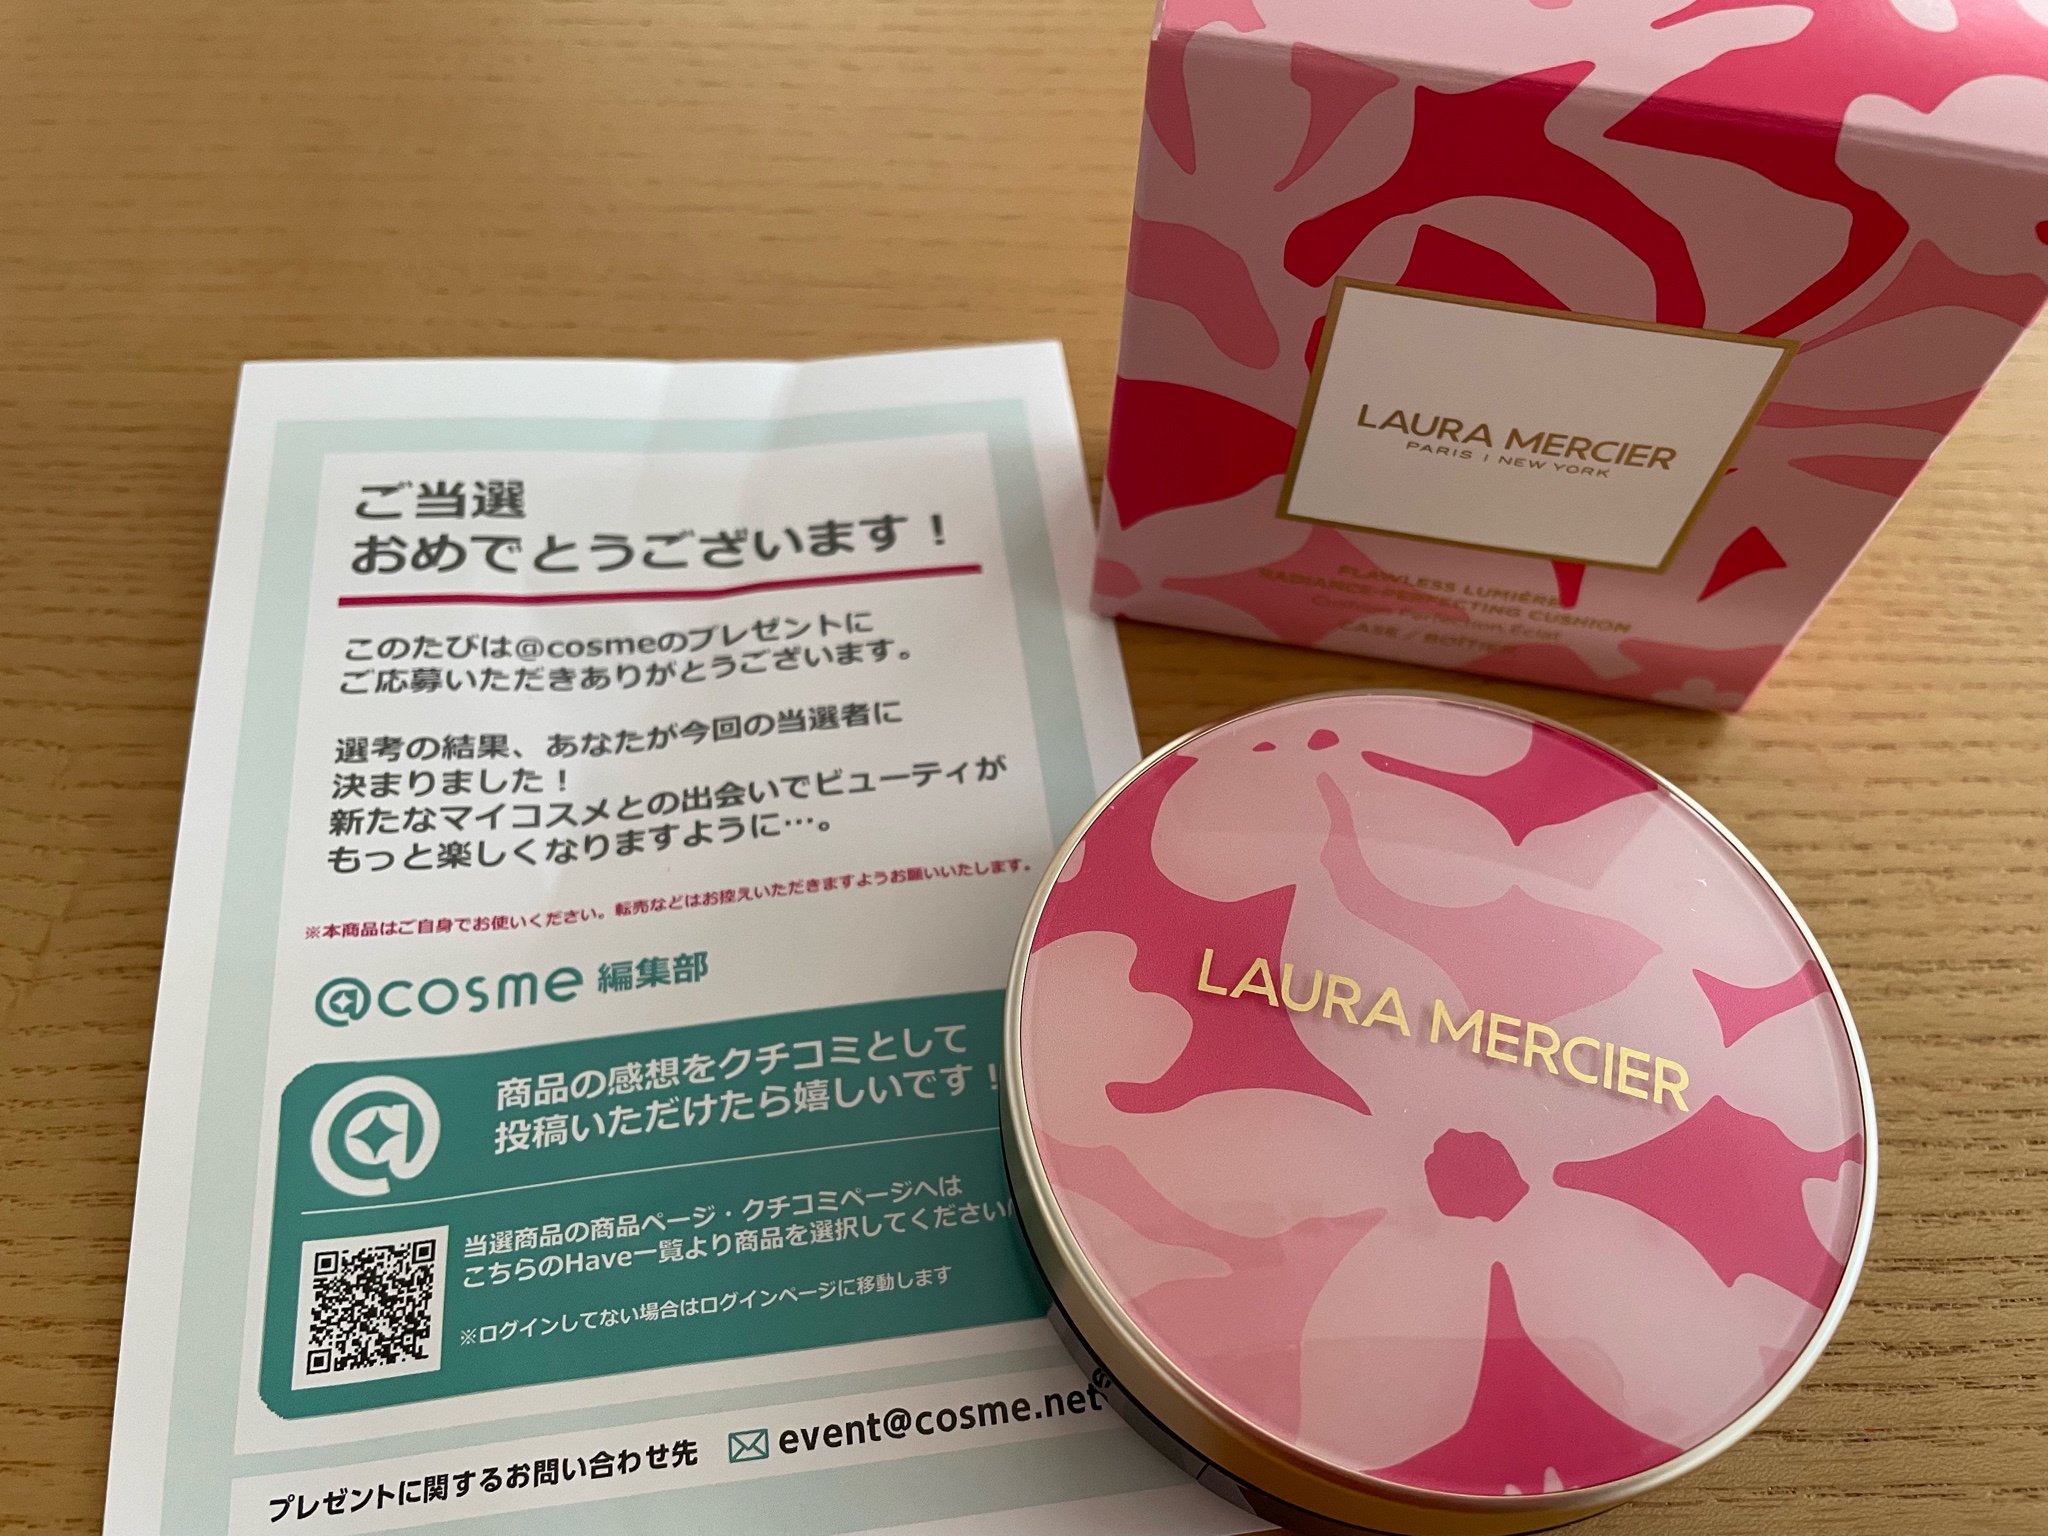 ご当選
おめでとうございます！
このたびは@cosmeのプレゼントに
ご応募いただきありがとうございます。
選考の結果、あなたが今回の当選者に
決まりました！
新たなマイコスメとの出会いでビューティが
もっと楽しくなりますように…。
※本商品はご自身でお使いください。転売などはお控えいただきますようお願いいたします。
@cosme 編集部
商品の感想をクチコミとして
投稿いただけたら嬉しいです！
当選商品の商品ページ・クチコミページへは
こちらのHave一覧より商品を選択してください
※ログインしてない場合はログインページに移動します
プレゼントに関するお問い合わせ先 event@cosme.net
LAURA MERCIER
PARIS | NEW YORK
FLAWLESS LUMIÈRE
RADIANCE-PERFECTING CUSHION
Cushion Perfection Éclat
CASE / BOÎTIER
LAURA MERCIER